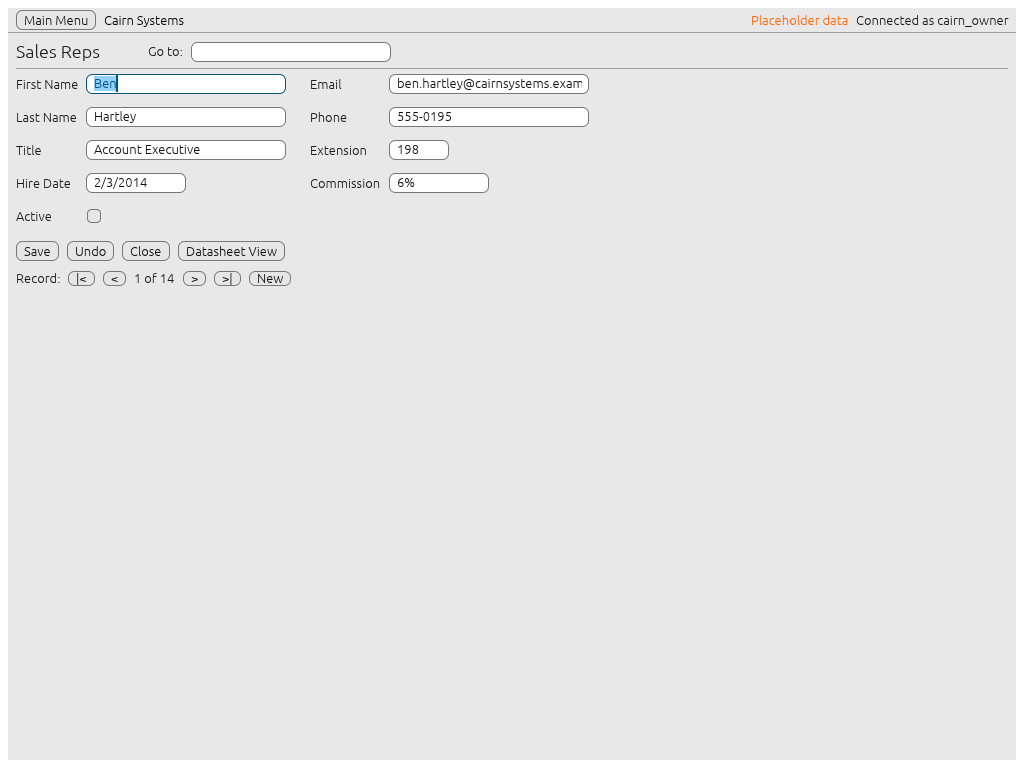 Main Menu Cairn Systems Placeholder data Connected as cairn_owner
Sales Reps Go to:
First Name Ben Email ben.hartley@cairnsystems.exam
Last Name Hartley Phone 555-0195
Title Account Executive Extension 198
Hire Date 2/3/2014 Commission 6%
Active
Save Undo Close Datasheet View
Record: |< < 1 of 14 > >| New